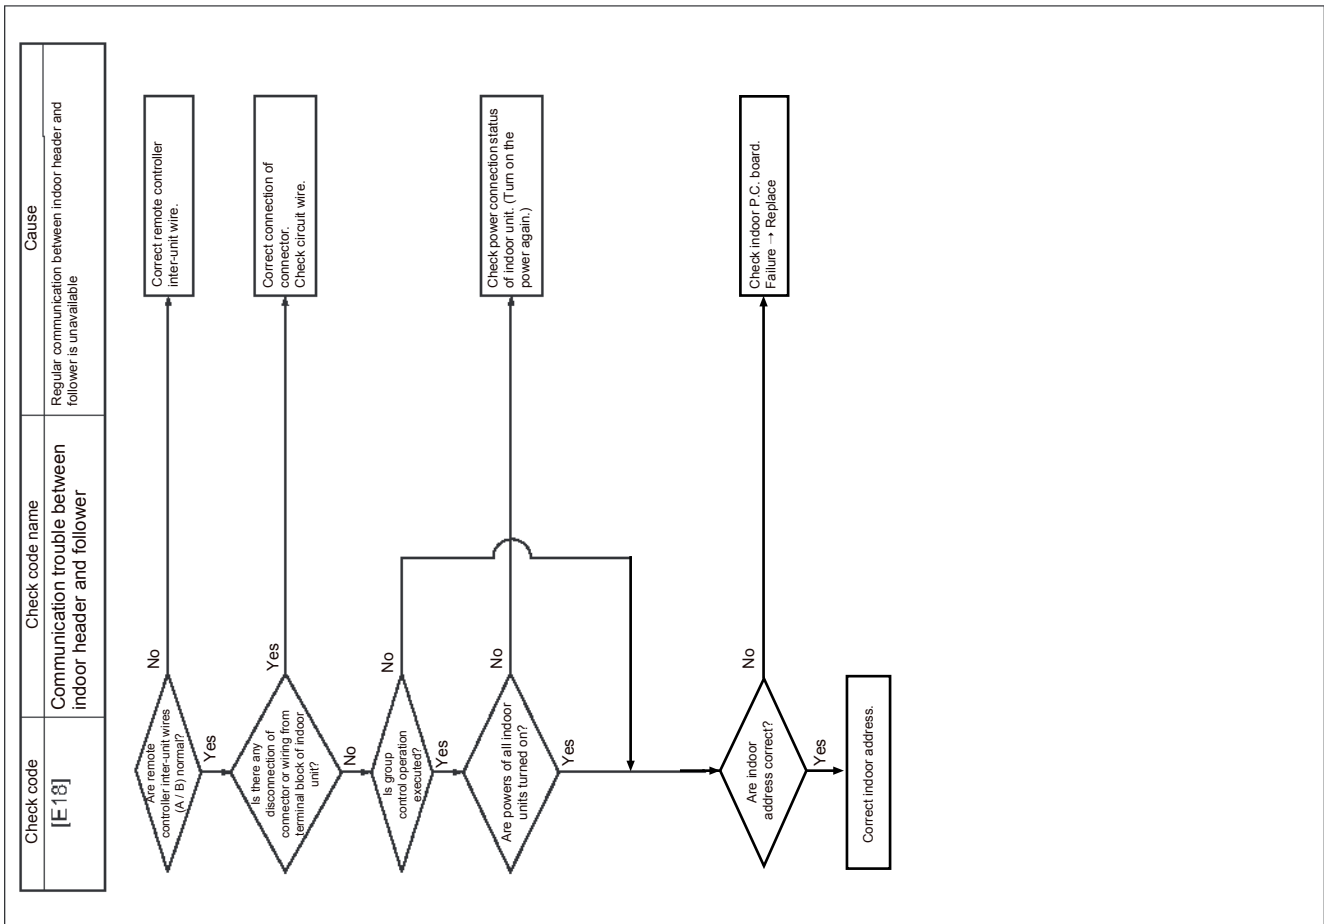 Check code
Check code name
Cause
[E18]
Communication trouble between
indoor header and follower
Regular communication between indoor header and
follower is unavailable
Are remote
controller inter-unit wires
(A / B) normal?
No
Correct remote controller
inter-unit wire.
Yes
Is there any
disconnection of
connector or wiring from
terminal block of indoor
unit?
Yes
Correct connection of
connector.
Check circuit wire.
No
Is group
control operation
executed?
No
Yes
Are powers of all indoor
units turned on?
No
Check power connection status
of indoor unit. (Turn on the
power again.)
Yes
Are indoor
address correct?
No
Check indoor P.C. board.
Failure → Replace
Yes
Correct indoor address.